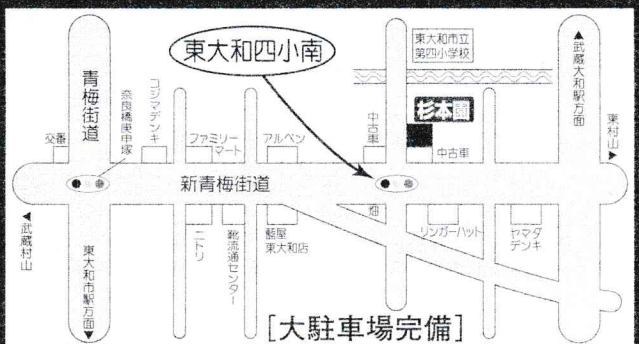 東大和四小南
東大和市立
第四小学校
▲武蔵大和駅方面
東村山▶
青梅街道
奈良橋庚申塚
コジマデンキ
交番
ファミリー
マート
アルペン
中古車
杉本園
中古車
新青梅街道
◀武蔵村山
東大和市駅方面▼
ニトリ
靴流通センター
藍屋
東大和店
畑
リンガーハット
ヤマダ
デンキ
[大駐車場完備]